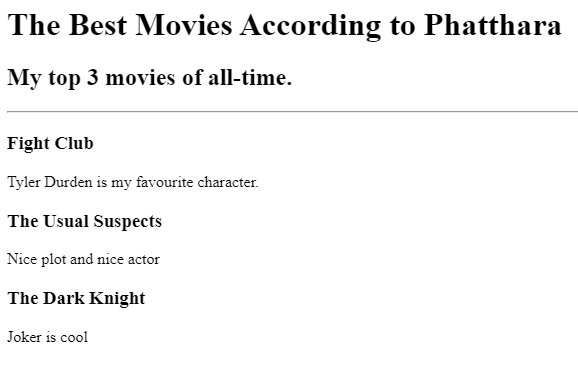 The Best Movies According to Phatthara
My top 3 movies of all-time.
Fight Club
Tyler Durden is my favourite character.
The Usual Suspects
Nice plot and nice actor
The Dark Knight
Joker is cool